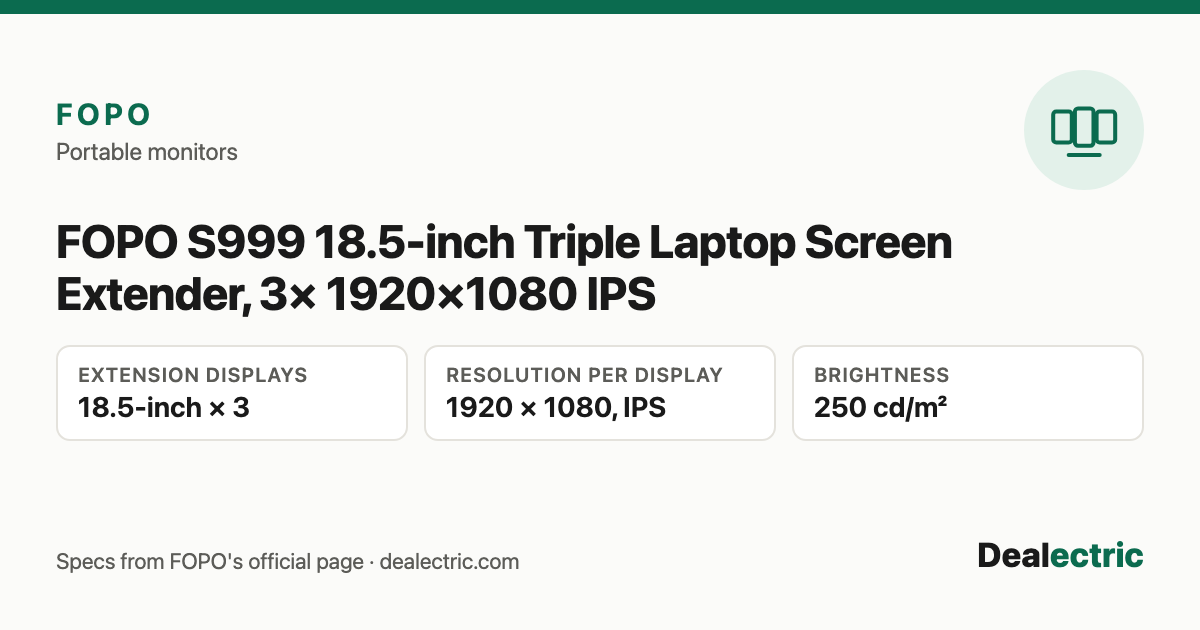 FOPO
Portable monitors
FOPO S999 18.5-inch Triple Laptop Screen
Extender, 3× 1920×1080 IPS
EXTENSION DISPLAYS
18.5-inch × 3
RESOLUTION PER DISPLAY
1920 × 1080, IPS
BRIGHTNESS
250 cd/m²
Specs from FOPO's official page · dealectric.com
Dealectric